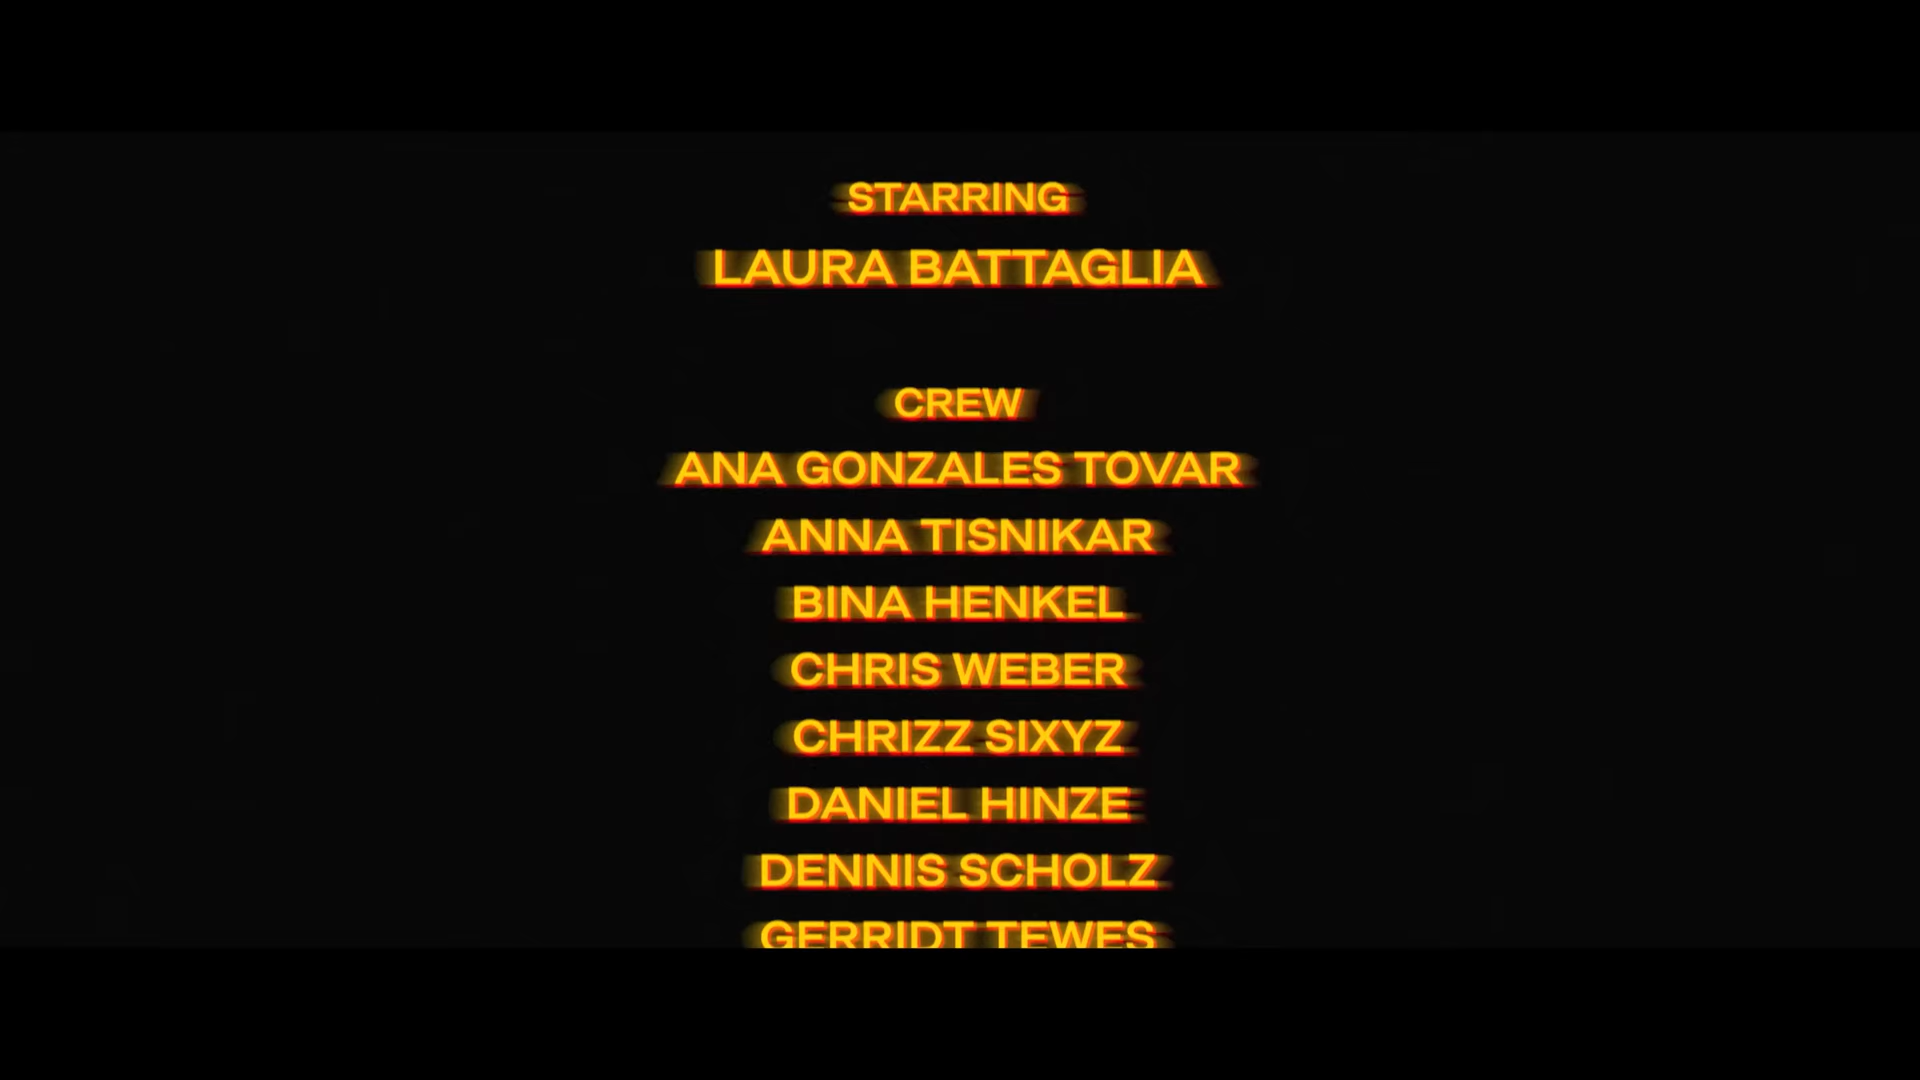 STARRING
LAURA BATTAGLIA
CREW
ANA GONZALES TOVAR
ANNA TISNIKAR
BINA HENKEL
CHRIS WEBER
CHRIZZ SIXYZ
DANIEL HINZE
DENNIS SCHOLZ
GERRIDT TEWES